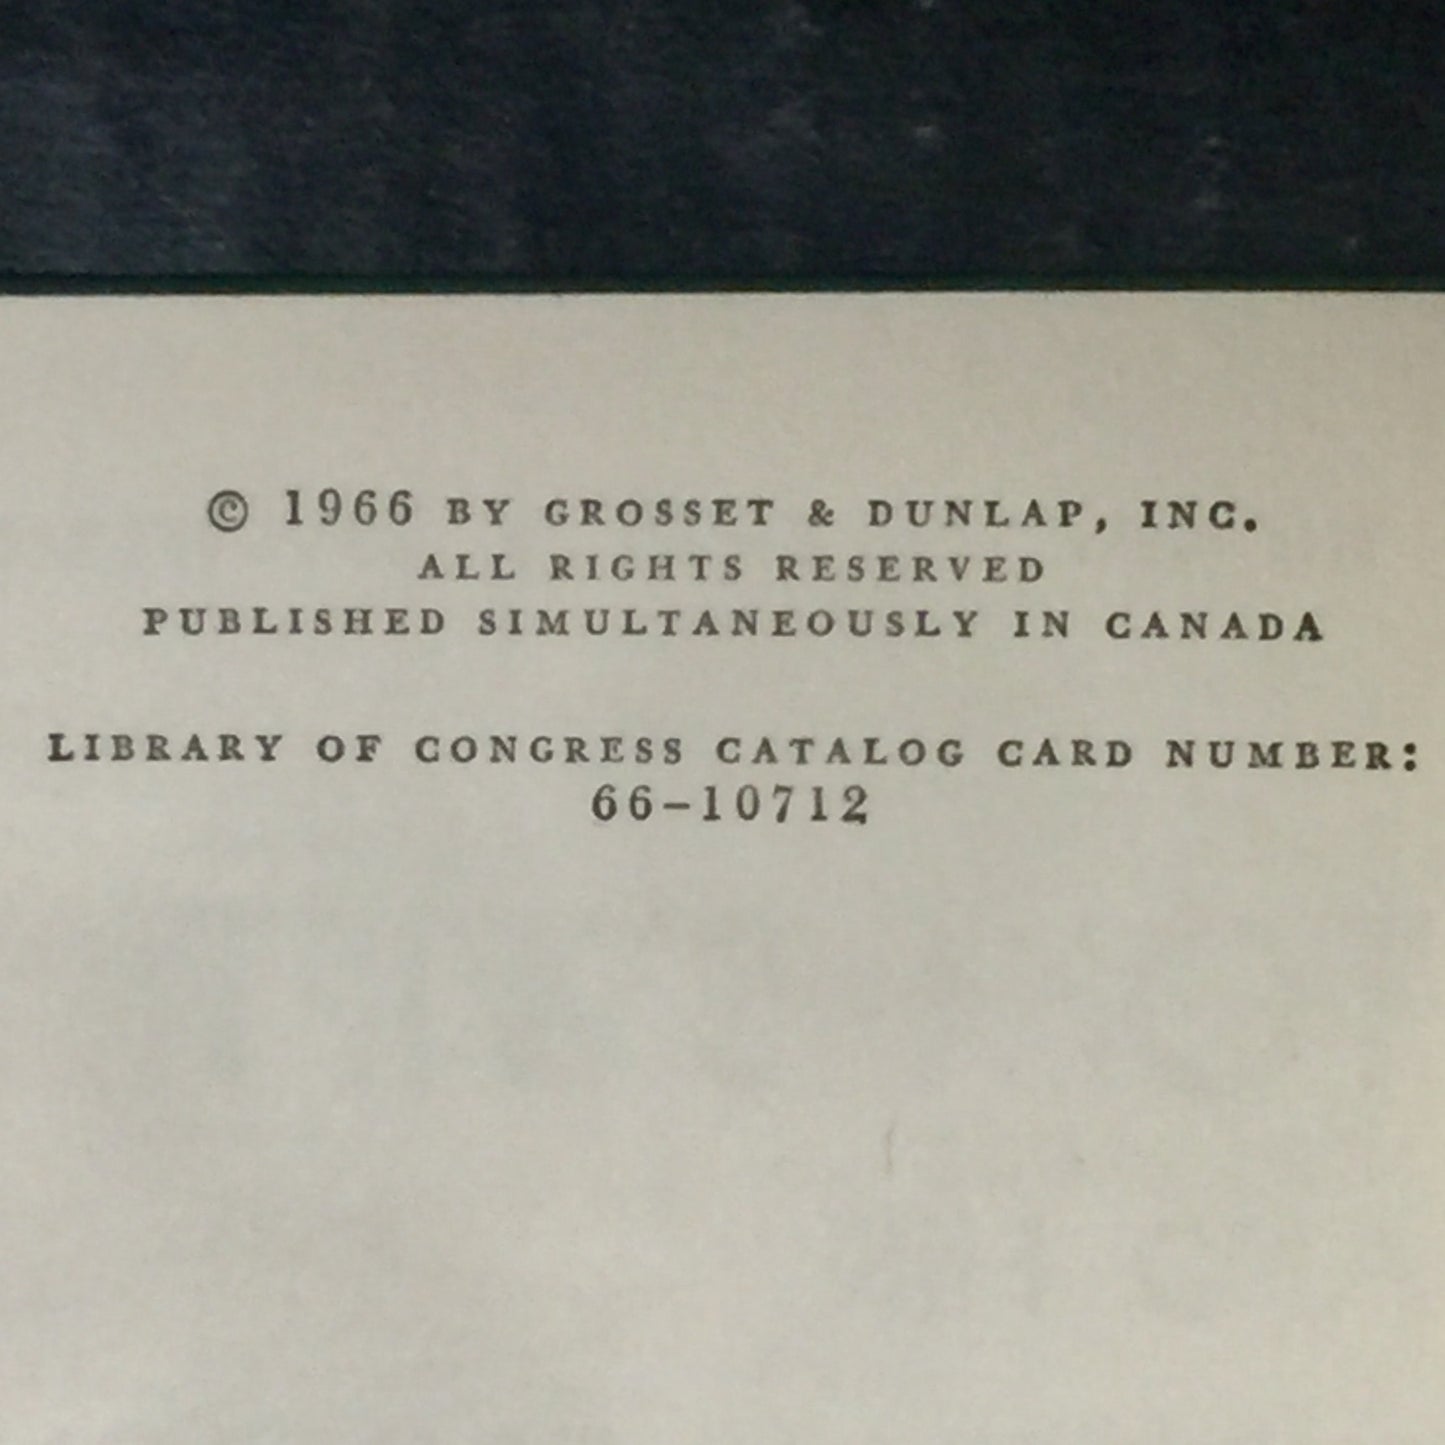 © 1966 BY GROSSET & DUNLAP, INC.
ALL RIGHTS RESERVED
PUBLISHED SIMULTANEOUSLY IN CANADA
LIBRARY OF CONGRESS CATALOG CARD NUMBER:
66-10712